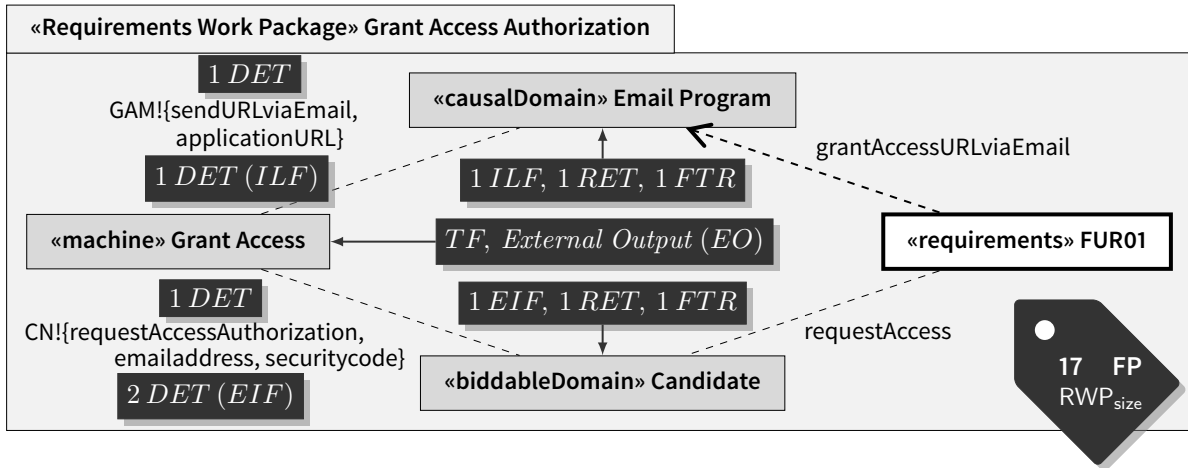 «Requirements Work Package» Grant Access Authorization
1 DET
GAM!{sendURLviaEmail,
applicationURL}
1 DET (ILF)
«causalDomain» Email Program
grantAccessURLviaEmail
1 ILF, 1 RET, 1 FTR
«machine» Grant Access
TF, External Output (EO)
«requirements» FUR01
1 DET
CN!{requestAccessAuthorization,
emailaddress, securitycode}
2 DET (EIF)
1 EIF, 1 RET, 1 FTR
requestAccess
«biddableDomain» Candidate
17 FP
RWPsize